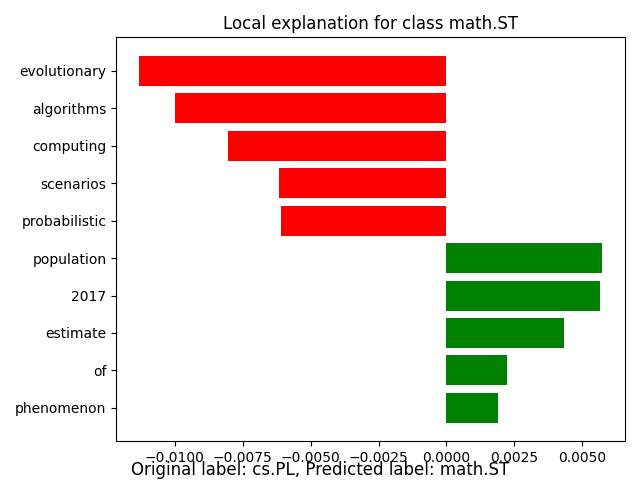 Local explanation for class math.ST
evolutionary
algorithms
computing
scenarios
probabilistic
population
2017
estimate
of
phenomenon
−0.0100 −0.0075 −0.0050 −0.0025 0.0000 0.0025 0.0050
Original label: cs.PL, Predicted label: math.ST